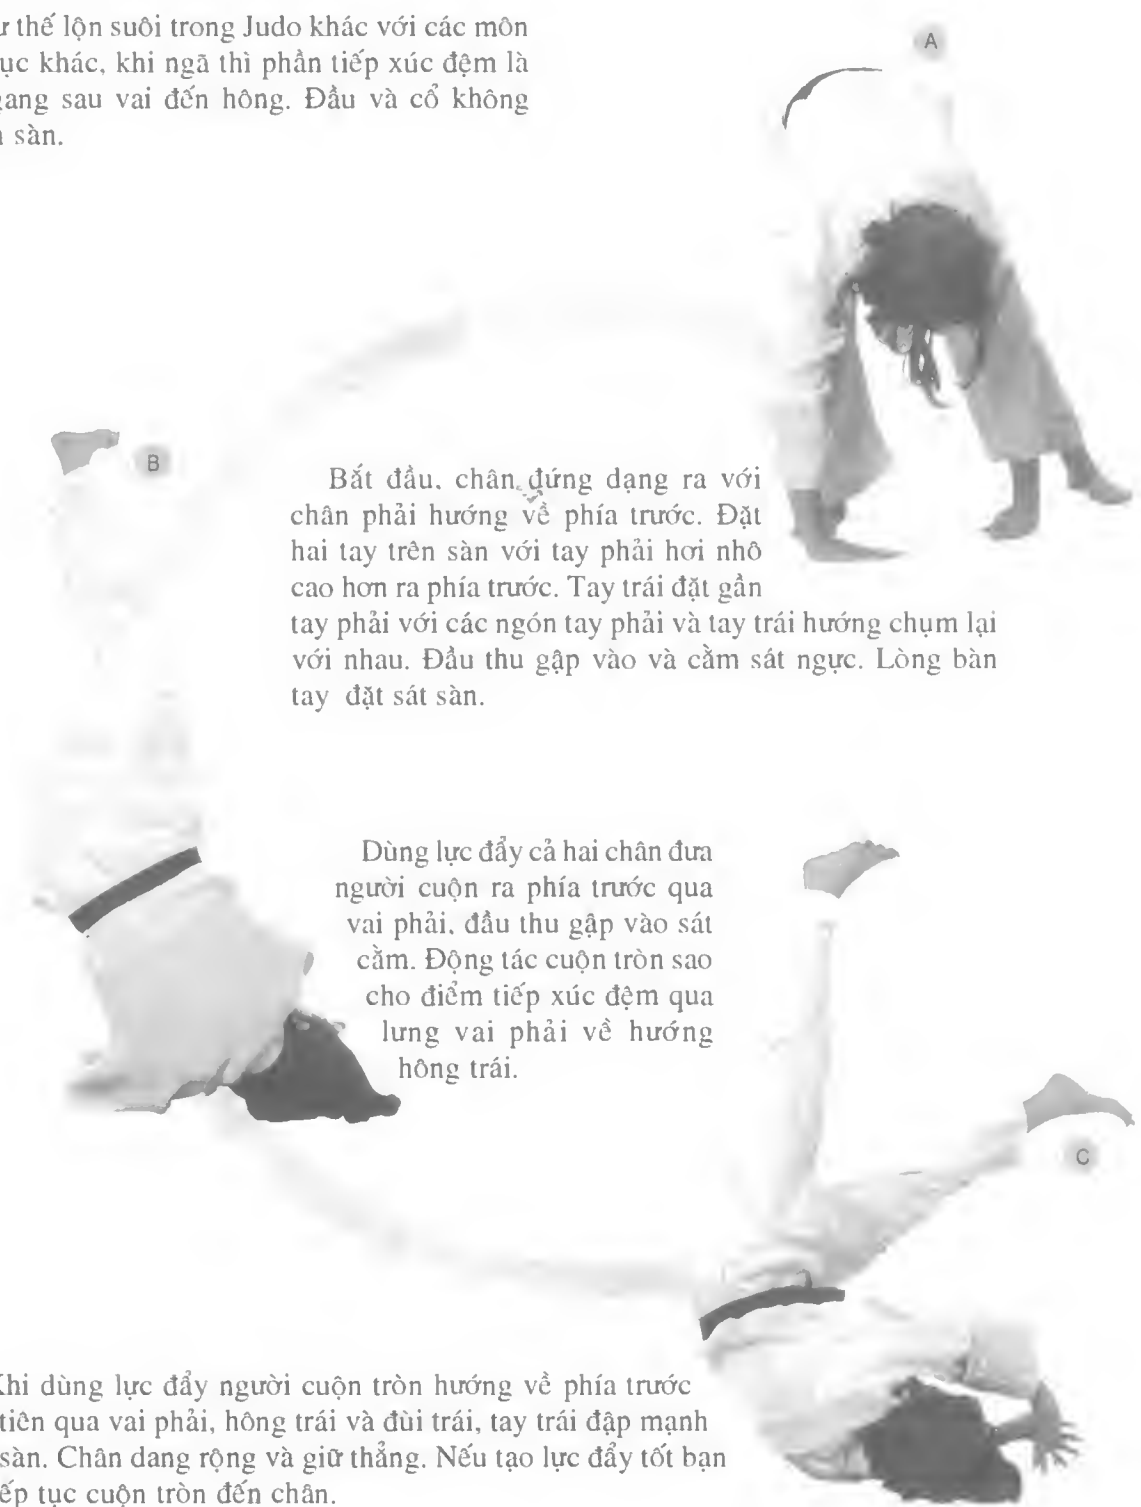 thế lộn suôi trong Judo khác với các môn
khác, khi ngã thì phần tiếp xúc đệm là
sau vai đến hông. Đầu và cổ không
sàn.
A
B
Bắt đầu, chân đứng dạng ra với
chân phải hướng về phía trước. Đặt
hai tay trên sàn với tay phải hơi nhô
cao hơn ra phía trước. Tay trái đặt gần
tay phải với các ngón tay phải và tay trái hướng chụm lại
với nhau. Đầu thu gập vào và cằm sát ngực. Lòng bàn
tay đặt sát sàn.
Dùng lực đẩy cả hai chân đưa
người cuộn ra phía trước qua
vai phải, đầu thu gập vào sát
cằm. Động tác cuộn tròn sao
cho điểm tiếp xúc đệm qua
lưng vai phải về hướng
hông trái.
C
Khi dùng lực đẩy người cuộn tròn hướng về phía trước
tiên qua vai phải, hông trái và đùi trái, tay trái đập mạnh
sàn. Chân dang rộng và giữ thẳng. Nếu tạo lực đẩy tốt bạn
tục cuộn tròn đến chân.